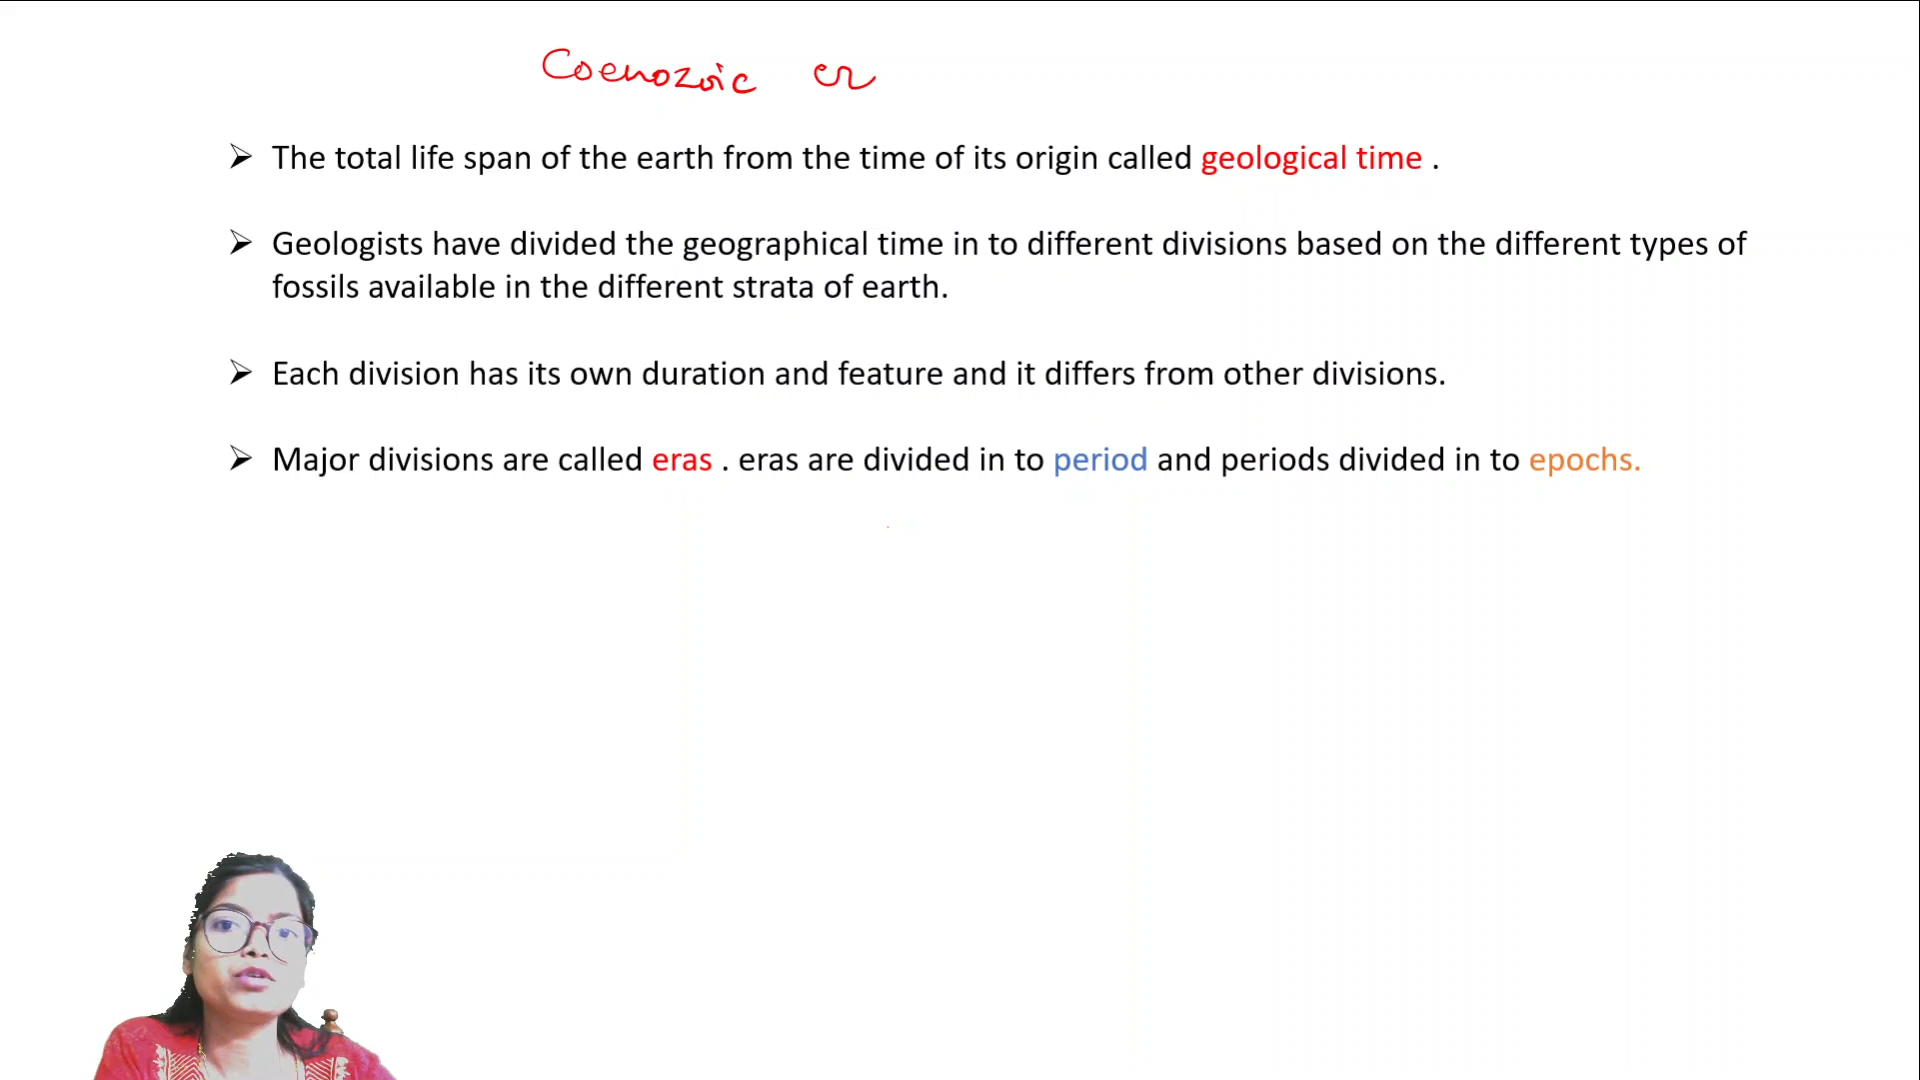 Coenozoic er
➢ The total life span of the earth from the time of its origin called geological time .
➢ Geologists have divided the geographical time in to different divisions based on the different types of
fossils available in the different strata of earth.
➢ Each division has its own duration and feature and it differs from other divisions.
➢ Major divisions are called eras . eras are divided in to period and periods divided in to epochs.